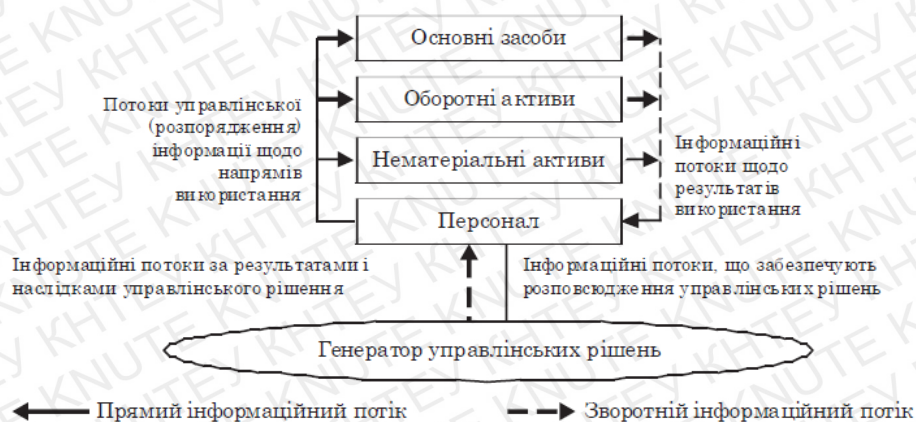 Основні засоби
Оборотні активи
Нематеріальні активи
Персонал
Потоки управлінської
(розпорядження)
інформації щодо
напрямів
використання
Інформаційні
потоки щодо
результатів
використання
Інформаційні потоки за результатами і
наслідками управлінського рішення
Інформаційні потоки, що забезпечують
розповсюдження управлінських рішень
Генератор управлінських рішень
Прямий інформаційний потік
Зворотній інформаційний потік
КНТЕУ KNUTE